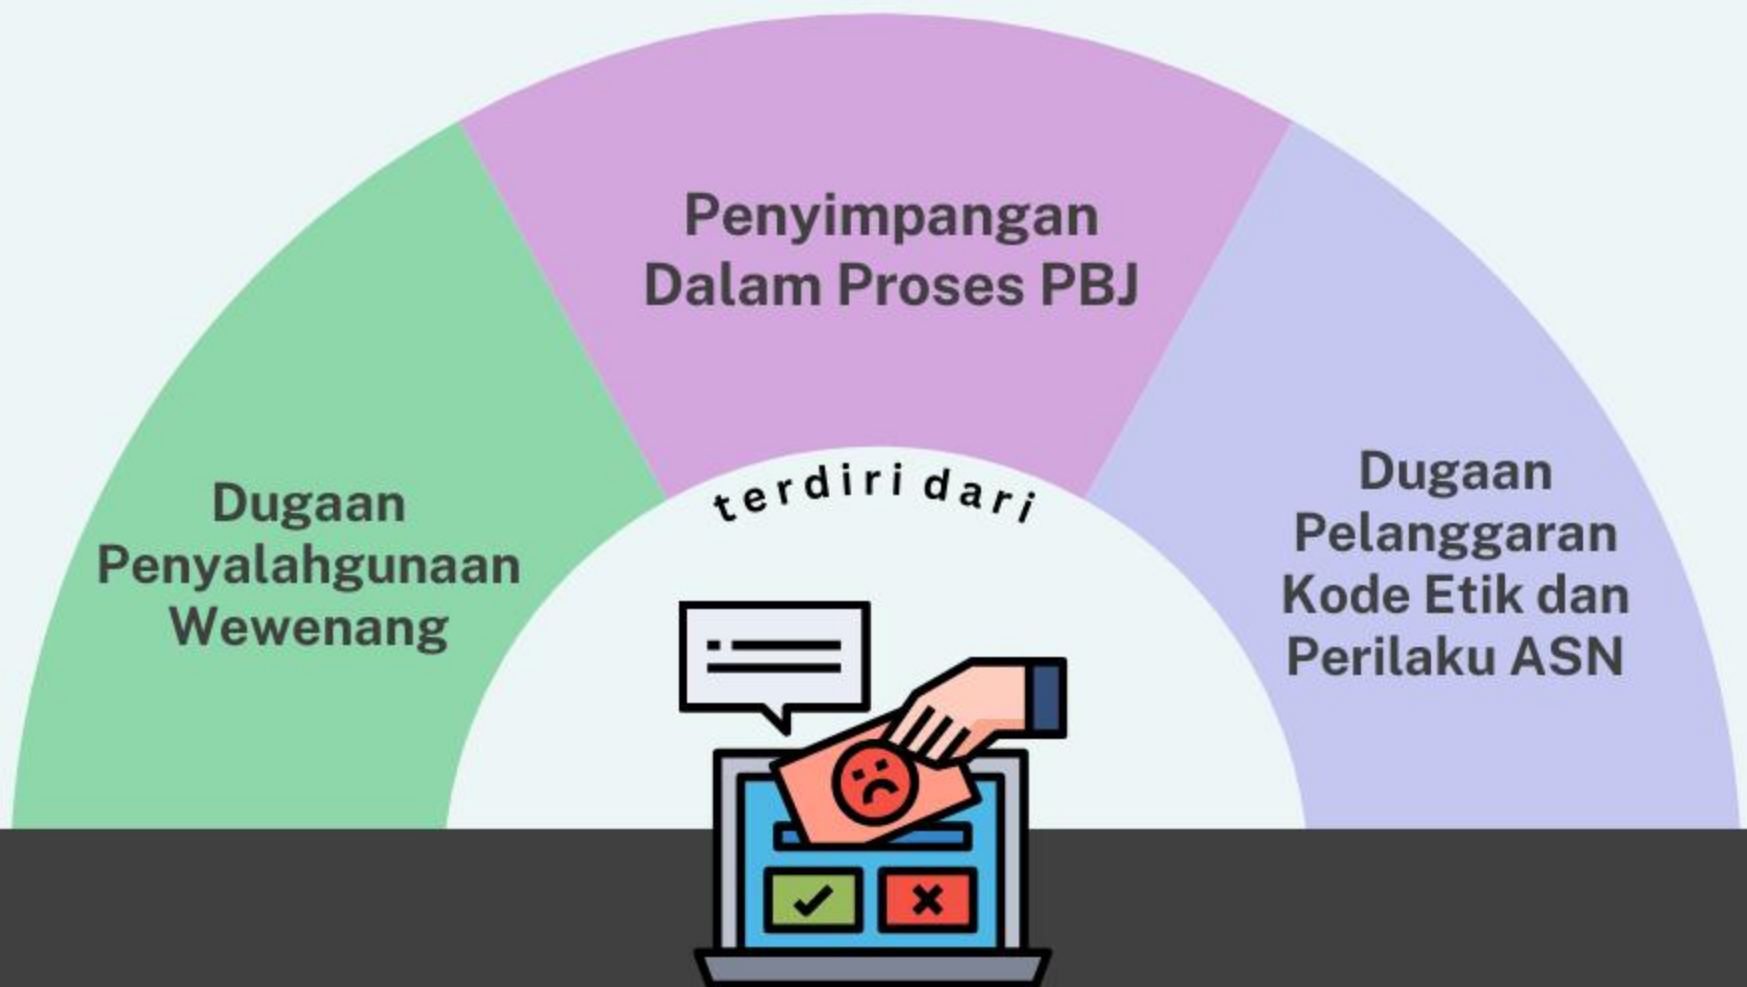 Penyimpangan
Dalam Proses PBJ
Dugaan
Penyalahgunaan
Wewenang
terdiri dari
Dugaan
Pelanggaran
Kode Etik dan
Perilaku ASN